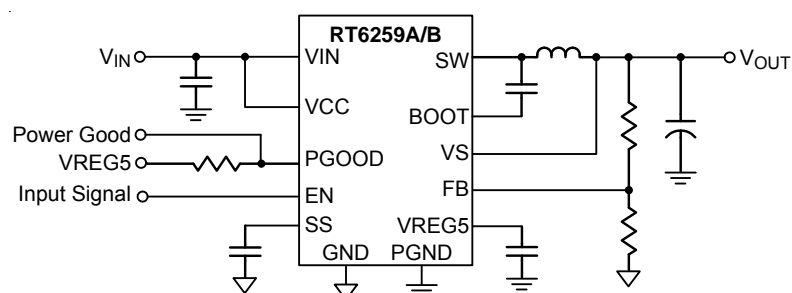 RT6259A/B
VIN
VIN
SW
VOUT
VCC
BOOT
Power Good
VREG5
PGOOD
VS
Input Signal
EN
FB
SS
VREG5
GND
PGND